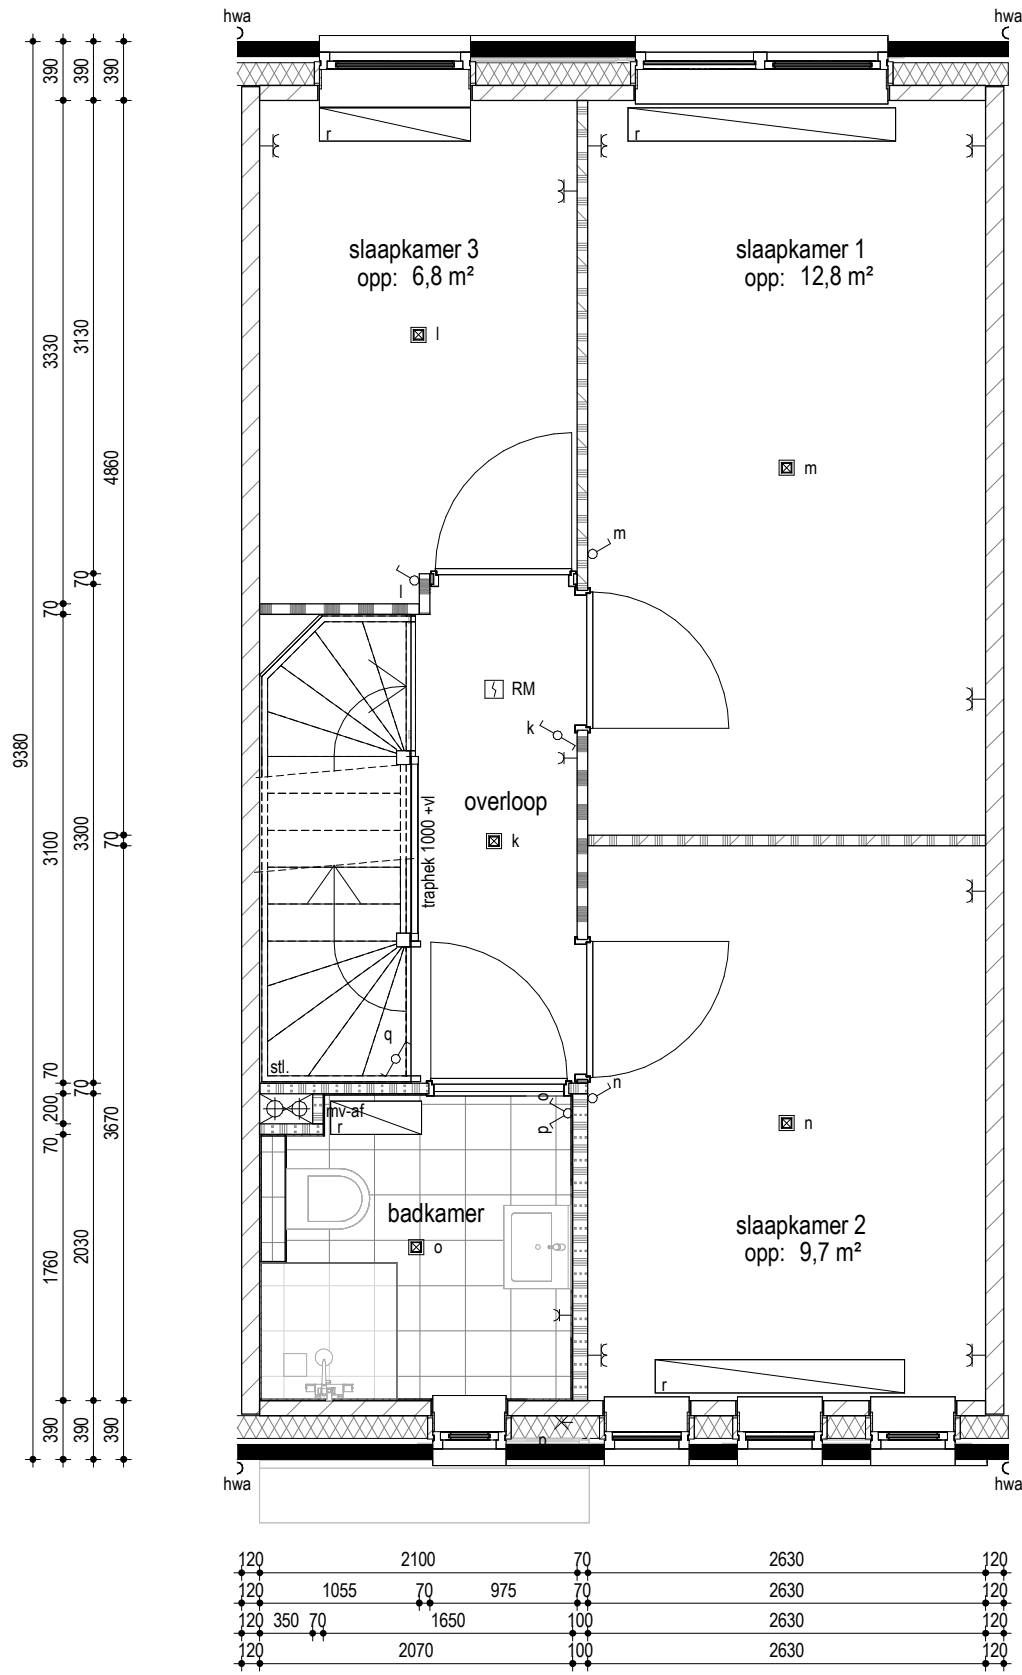 hwa
hwa
390
390
390
r
r
slaapkamer 3
opp: 6,8 m²
slaapkamer 1
opp: 12,8 m²
l
3330
3130
4860
m
m
l
70
70
RM
k
overloop
k
traphek 1000 +vl
9380
3100
3300
70
q
stl.
n
70
70
200
70
3670
mv-af
r
o
p
n
badkamer
o
slaapkamer 2
opp: 9,7 m²
1760
2030
r
390
390
390
p
hwa
hwa
120 2100 70 2630 120
120 1055 70 975 70 2630 120
120 350 70 1650 100 2630 120
120 2070 100 2630 120